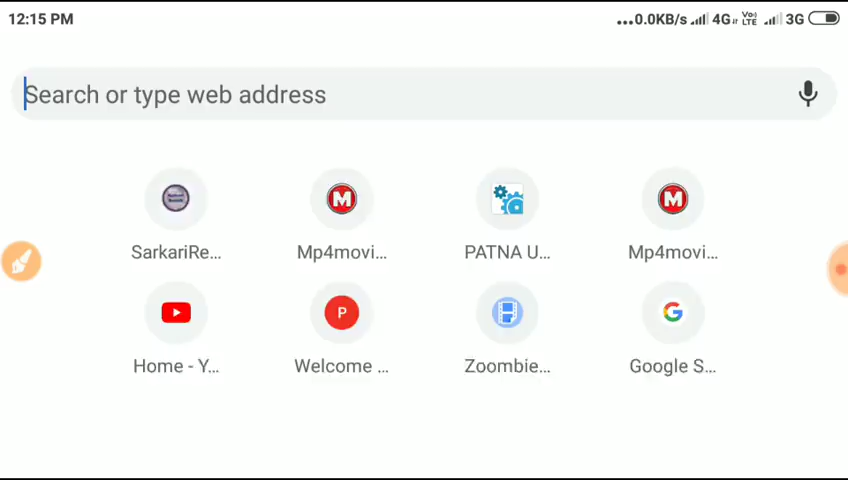 12:15 PM ...0.0KB/s 4G Vo) LTE 3G
Search or type web address
SarkariRe... Mp4movi... PATNA U... Mp4movi...
M M
P G
Home - Y... Welcome ... Zoombie... Google S...